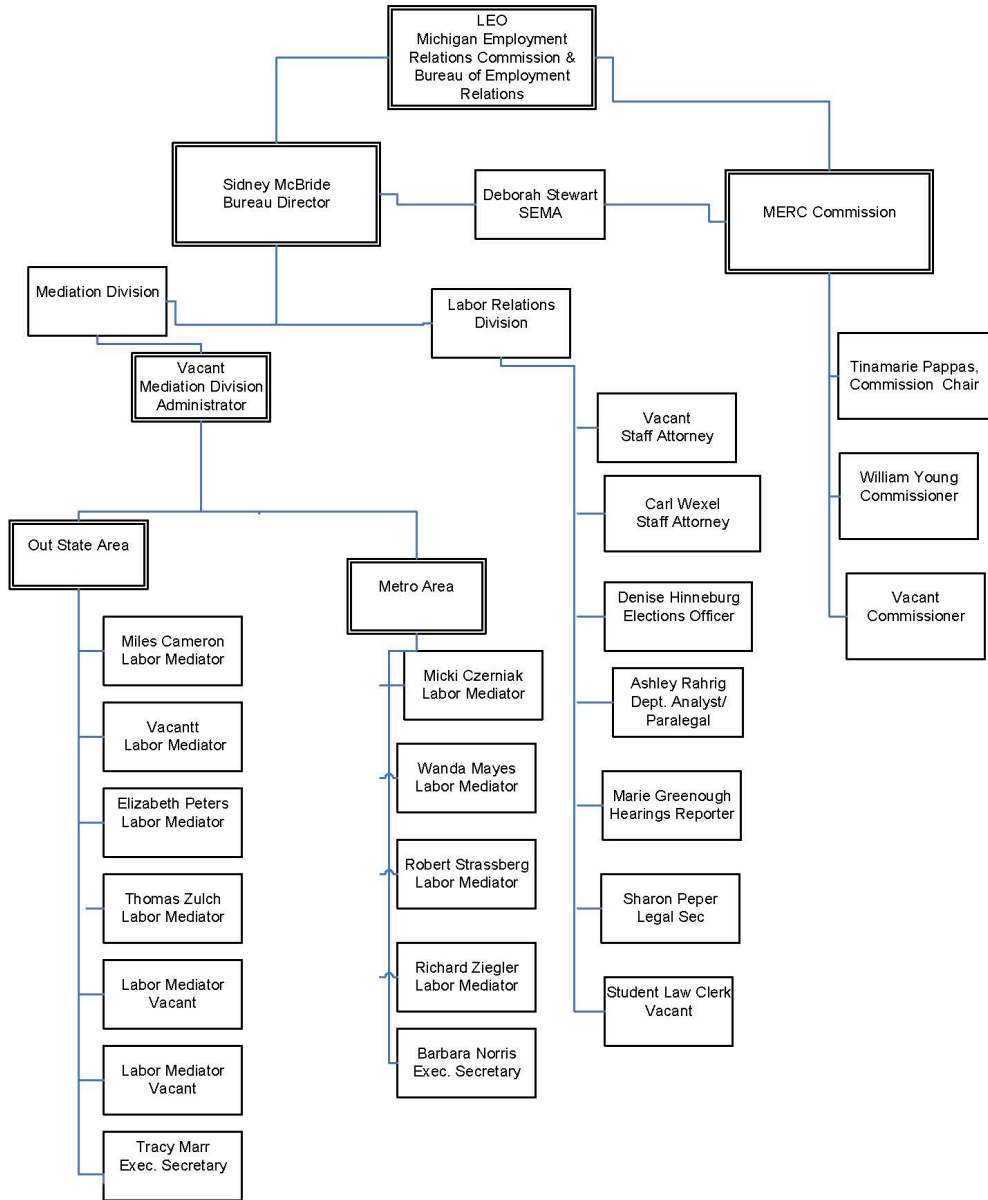 LEO
Michigan Employment
Relations Commission &
Bureau of Employment
Relations
Sidney McBride
Bureau Director
Deborah Stewart
SEMA
MERC Commission
Mediation Division
Labor Relations
Division
Vacant
Mediation Division
Administrator
Tinamarie Pappas,
Commission Chair
William Young
Commissioner
Vacant
Commissioner
Vacant
Staff Attorney
Carl Wexel
Staff Attorney
Denise Hinneburg
Elections Officer
Ashley Rahrig
Dept. Analyst/
Paralegal
Marie Greenough
Hearings Reporter
Sharon Peper
Legal Sec
Student Law Clerk
Vacant
Out State Area
Miles Cameron
Labor Mediator
Vacantt
Labor Mediator
Elizabeth Peters
Labor Mediator
Thomas Zulch
Labor Mediator
Labor Mediator
Vacant
Labor Mediator
Vacant
Tracy Marr
Exec. Secretary
Metro Area
Micki Czerniak
Labor Mediator
Wanda Mayes
Labor Mediator
Robert Strassberg
Labor Mediator
Richard Ziegler
Labor Mediator
Barbara Norris
Exec. Secretary